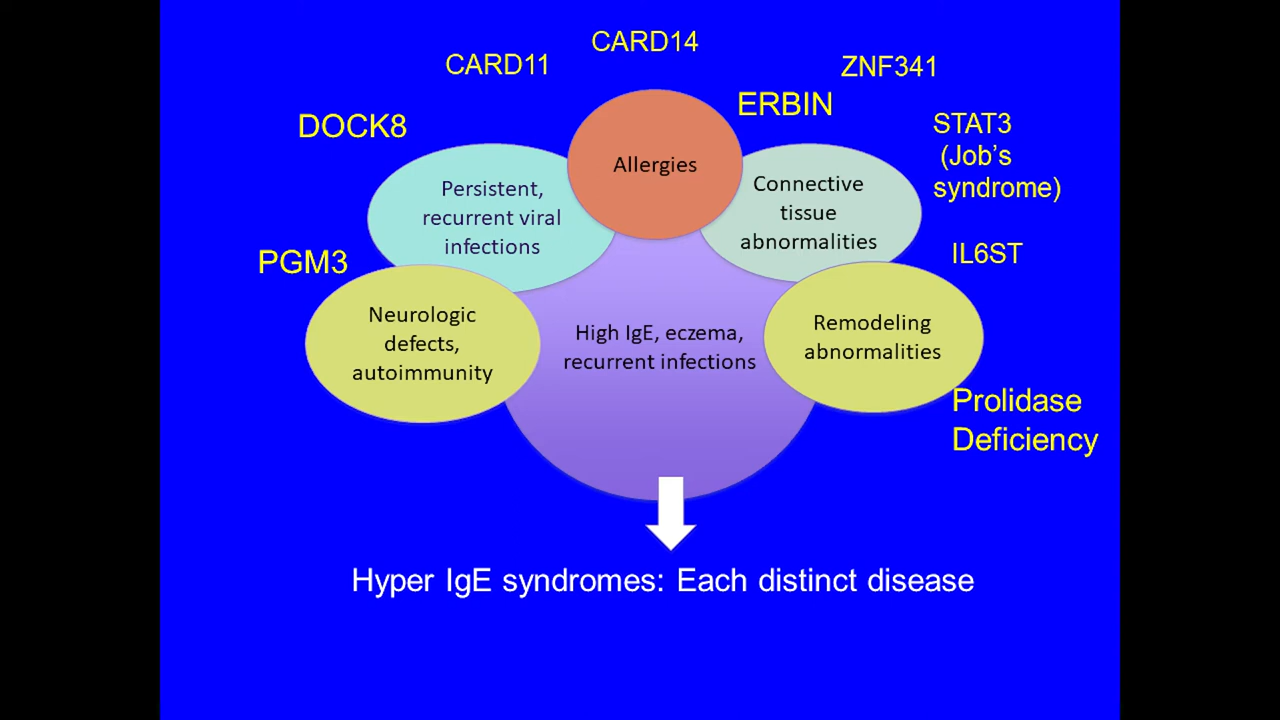 CARD14
CARD11
ZNF341
ERBIN
DOCK8
STAT3
(Job's
syndrome)
Allergies
Persistent,
recurrent viral
infections
Connective
tissue
abnormalities
PGM3
IL6ST
Neurologic
defects,
autoimmunity
High IgE, eczema,
recurrent infections
Remodeling
abnormalities
Prolidase
Deficiency
Hyper IgE syndromes: Each distinct disease